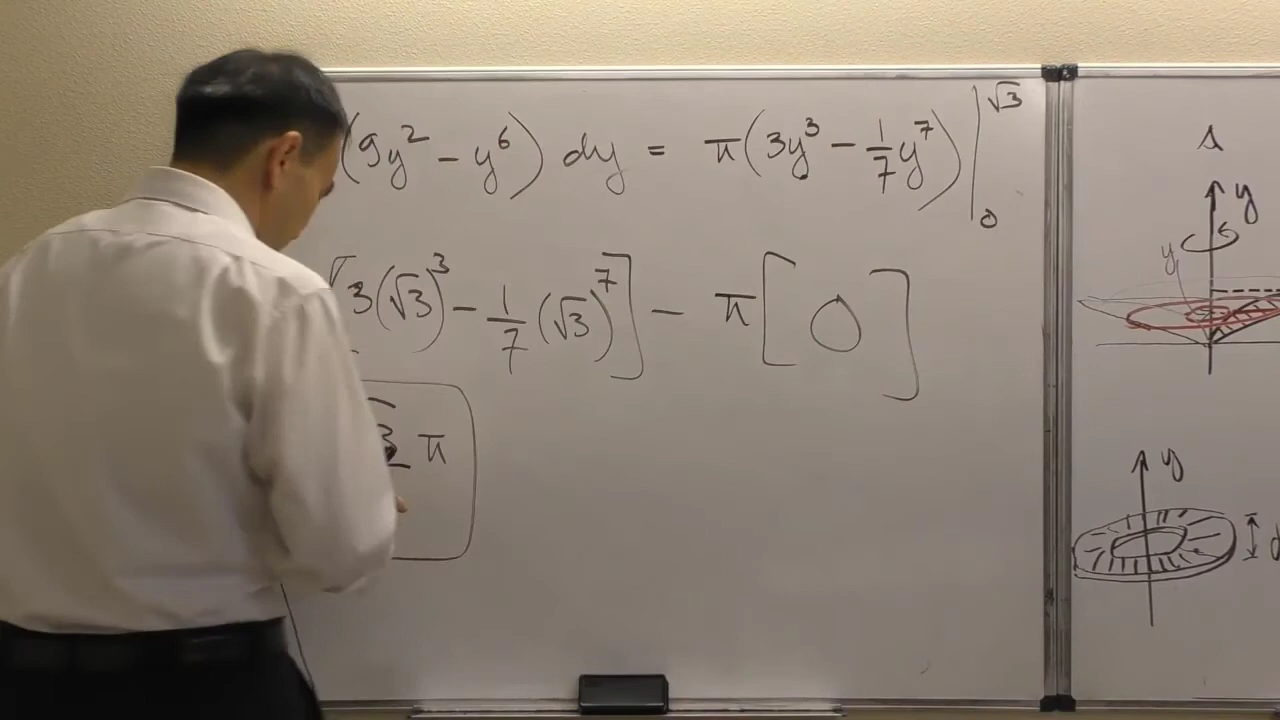 (9y² − y⁶) dy = π(3y³ − 1/7 y⁷) |₀^√3
3(√3)³ − 1/7 (√3)⁷] − π[0]
π
y
y
y